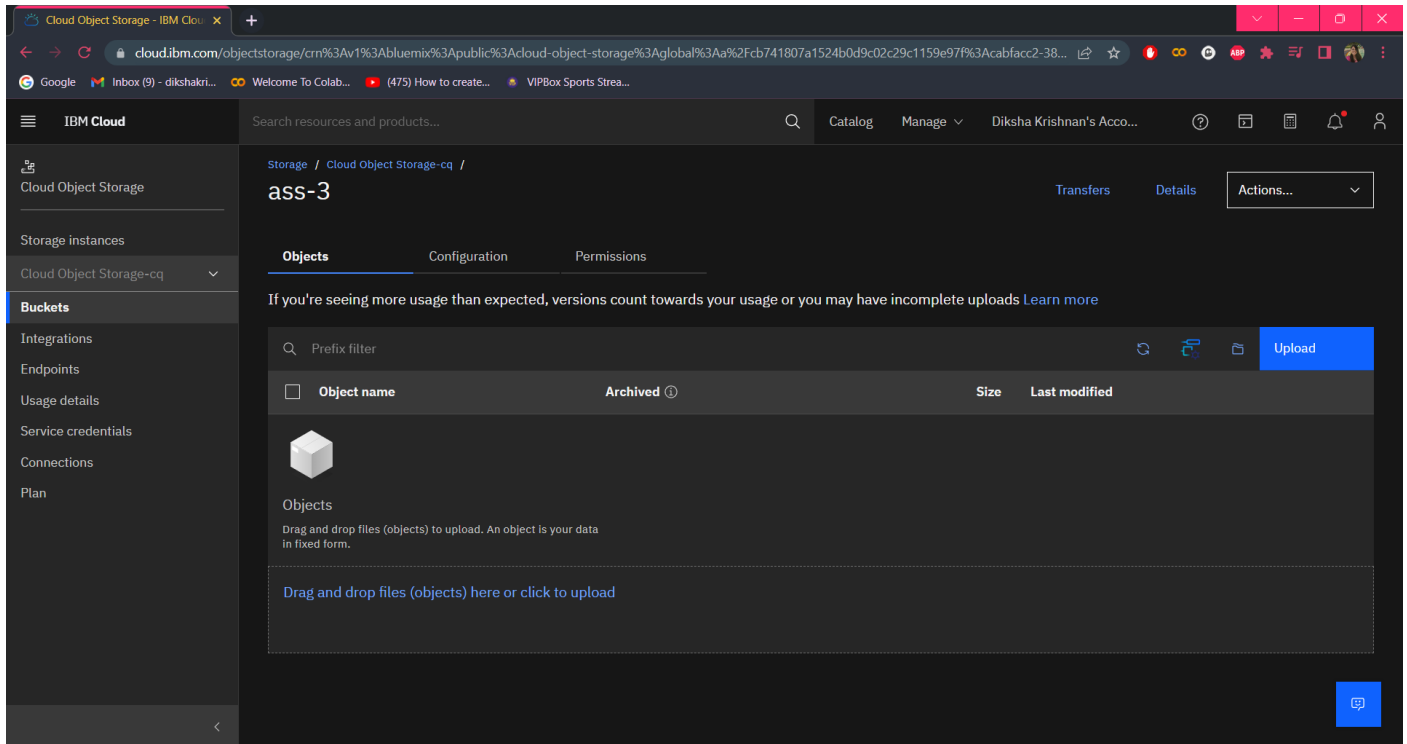 Cloud Object Storage - IBM Clou
cloud.ibm.com/objectstorage/crn%3Av1%3Abluemix%3Apublic%3Acloud-object-storage%3Aglobal%3Aa%2Fcb741807a1524b0d9c02c29c1159e97f%3Acabfacc2-38...
ABP
Google Inbox (9) - dikshakri... Welcome To Colab... (475) How to create... VIPBox Sports Strea...
IBM Cloud Search resources and products... Catalog Manage Diksha Krishnan's Acco...
Cloud Object Storage
Storage instances
Cloud Object Storage-cq
Buckets
Integrations
Endpoints
Usage details
Service credentials
Connections
Plan
Storage / Cloud Object Storage-cq /
ass-3
Transfers Details Actions...
Objects Configuration Permissions
If you're seeing more usage than expected, versions count towards your usage or you may have incomplete uploads Learn more
Prefix filter Upload
Object name Archived Size Last modified
Objects
Drag and drop files (objects) to upload. An object is your data
in fixed form.
Drag and drop files (objects) here or click to upload